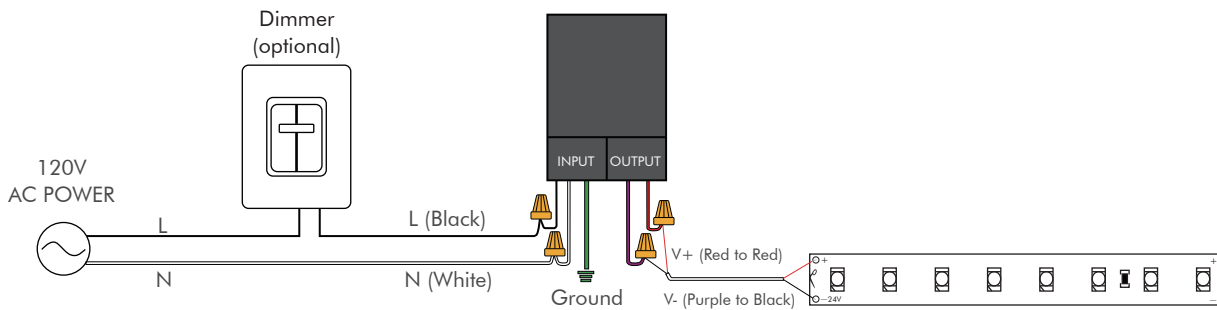 Dimmer
(optional)
120V
AC POWER
L
N
L (Black)
N (White)
INPUT
OUTPUT
Ground
V+ (Red to Red)
V- (Purple to Black)
+
−24V
+
−